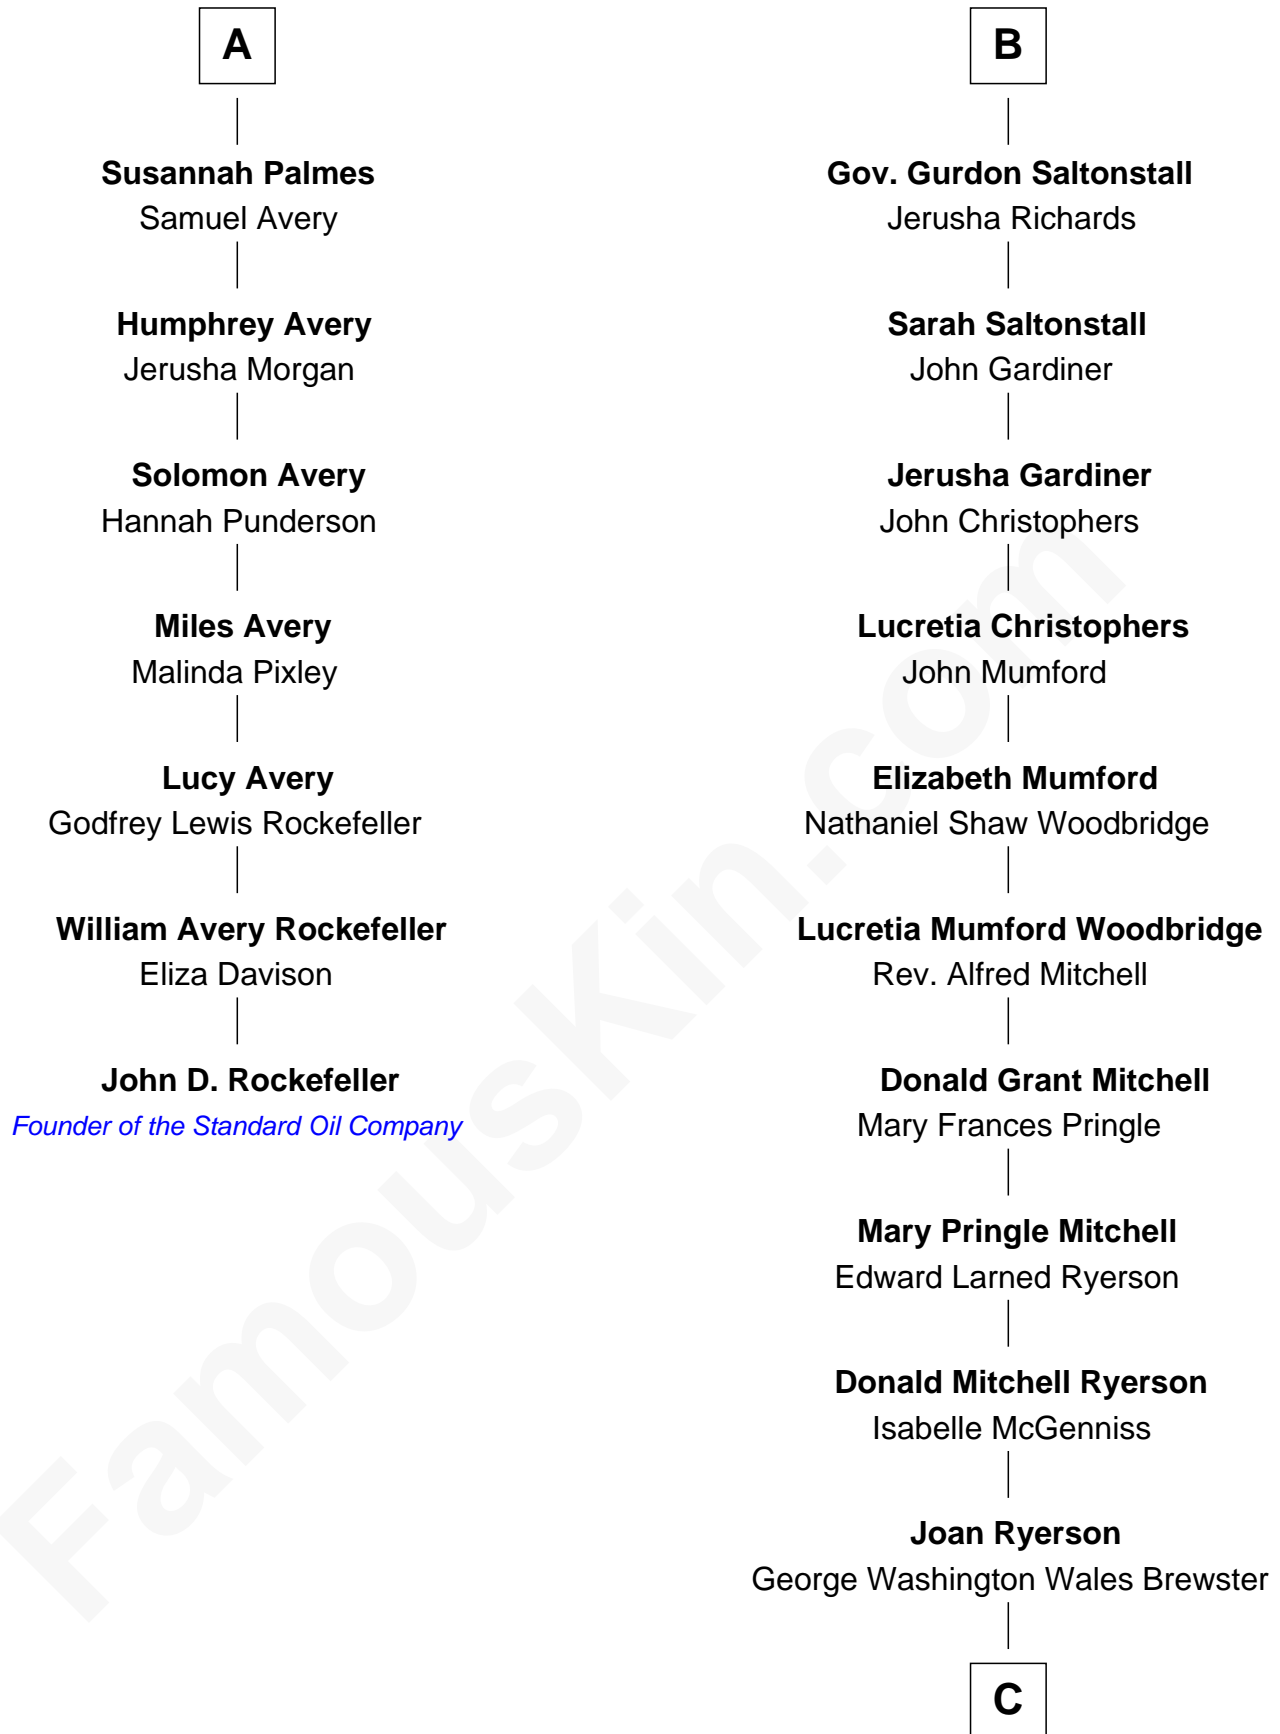 A
Susannah Palmes
Samuel Avery
Humphrey Avery
Jerusha Morgan
Solomon Avery
Hannah Punderson
Miles Avery
Malinda Pixley
Lucy Avery
Godfrey Lewis Rockefeller
William Avery Rockefeller
Eliza Davison
John D. Rockefeller
Founder of the Standard Oil Company
B
Gov. Gurdon Saltonstall
Jerusha Richards
Sarah Saltonstall
John Gardiner
Jerusha Gardiner
John Christophers
Lucretia Christophers
John Mumford
Elizabeth Mumford
Nathaniel Shaw Woodbridge
Lucretia Mumford Woodbridge
Rev. Alfred Mitchell
Donald Grant Mitchell
Mary Frances Pringle
Mary Pringle Mitchell
Edward Larned Ryerson
Donald Mitchell Ryerson
Isabelle McGenniss
Joan Ryerson
George Washington Wales Brewster
C
FamousKin.com